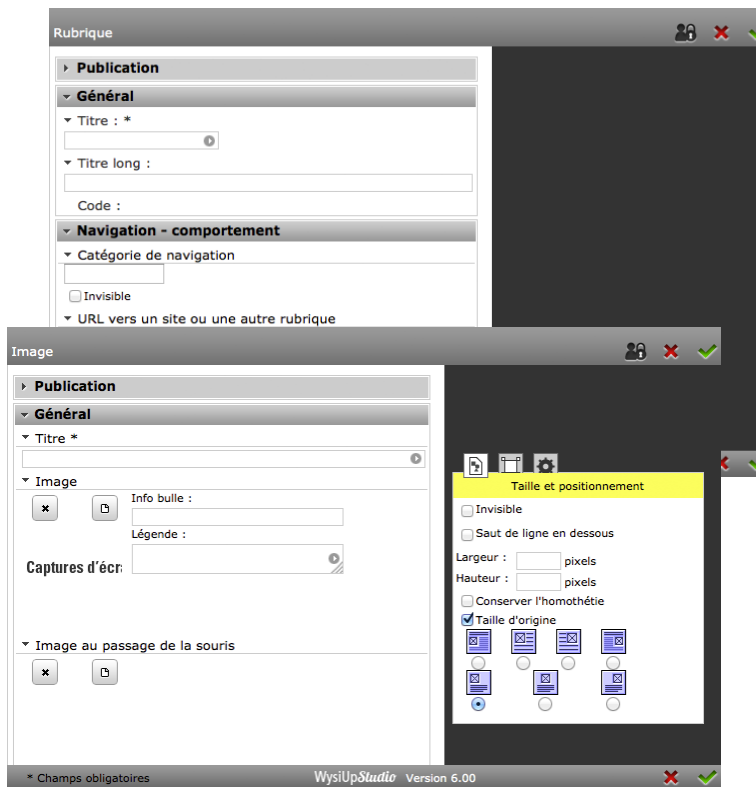 Rubrique
Publication
Général
Titre : *
Titre long :
Code :
Navigation - comportement
Catégorie de navigation
Invisible
URL vers un site ou une autre rubrique
Image
Publication
Général
Titre *
Image
Info bulle :
Légende :
Captures d'écr
Image au passage de la souris
Taille et positionnement
Invisible
Saut de ligne en dessous
Largeur : pixels
Hauteur : pixels
Conserver l'homothétie
Taille d'origine
* Champs obligatoires WysiUpStudio Version 6.00